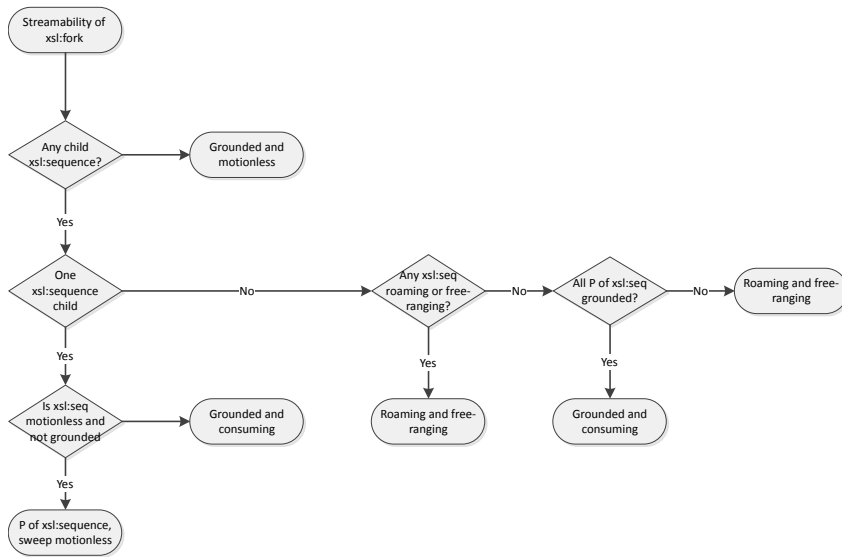 Streamability of
xsl:fork
Any child
xsl:sequence?
Grounded and
motionless
Yes
One
xsl:sequence
child
No
Any xsl:seq
roaming or free-
ranging?
No
All P of xsl:seq
grounded?
No
Roaming and free-
ranging
Yes
Yes
Yes
Is xsl:seq
motionless and
not grounded
Grounded and
consuming
Roaming and free-
ranging
Grounded and
consuming
Yes
P of xsl:sequence,
sweep motionless